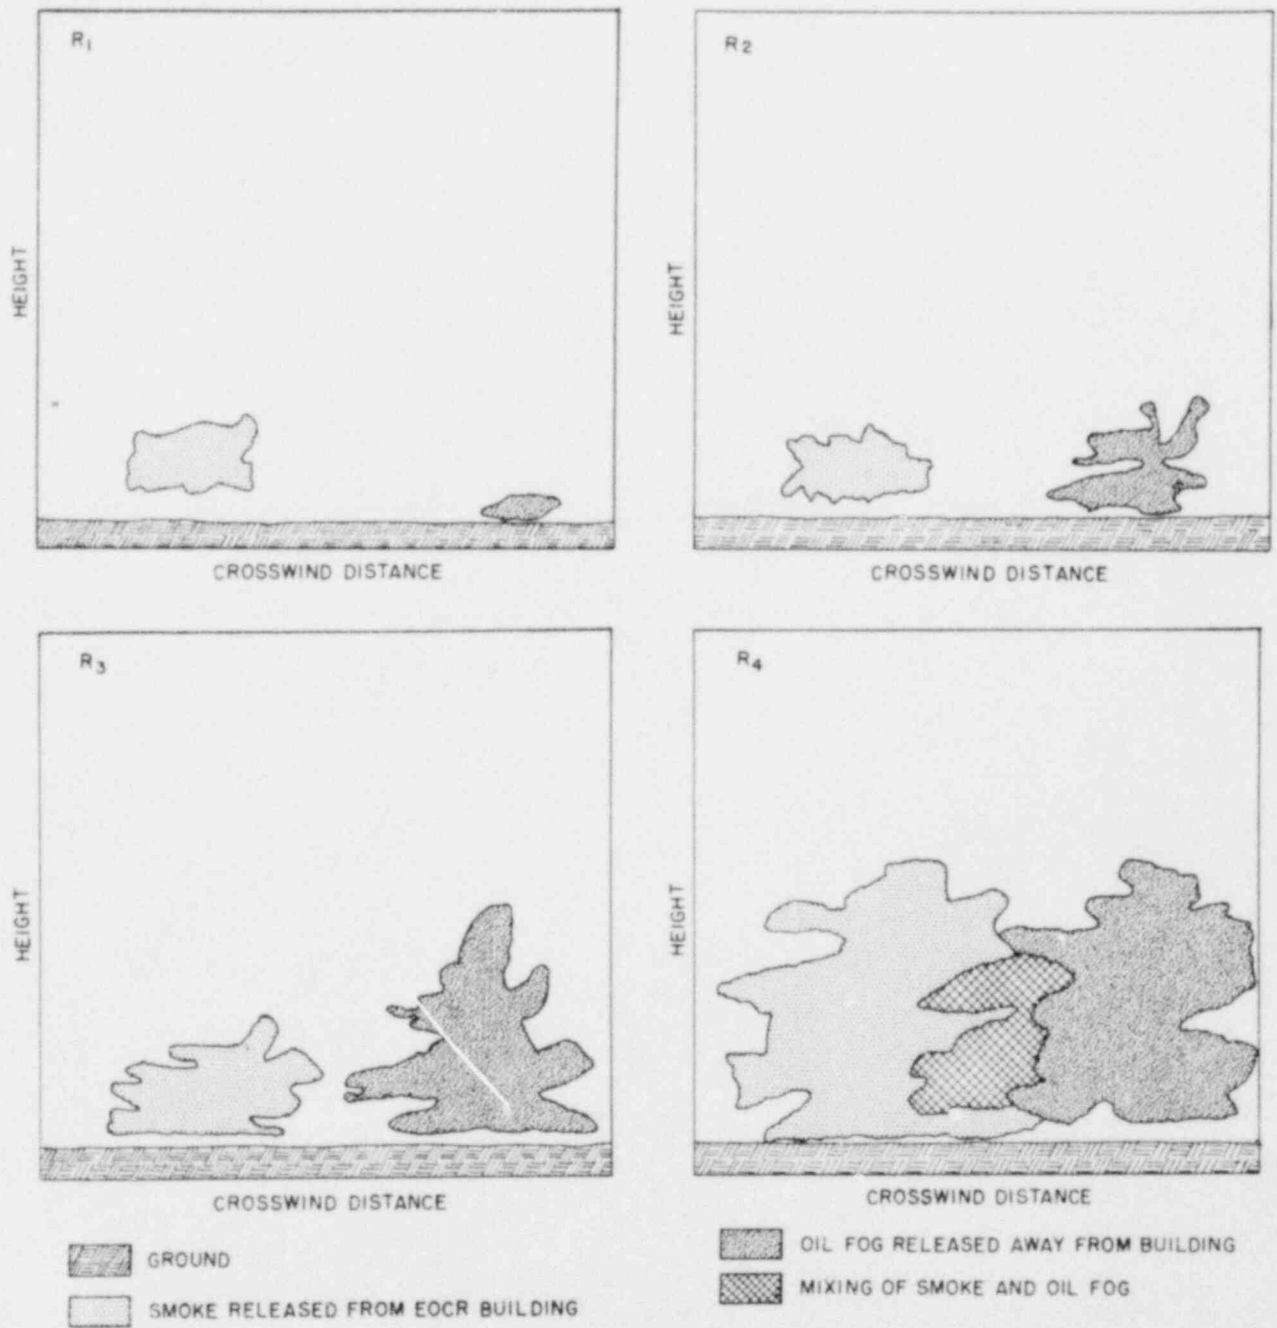 R1
HEIGHT
CROSSWIND DISTANCE
R2
HEIGHT
CROSSWIND DISTANCE
R3
HEIGHT
CROSSWIND DISTANCE
R4
HEIGHT
CROSSWIND DISTANCE
GROUND
SMOKE RELEASED FROM EOCR BUILDING
OIL FOG RELEASED AWAY FROM BUILDING
MIXING OF SMOKE AND OIL FOG